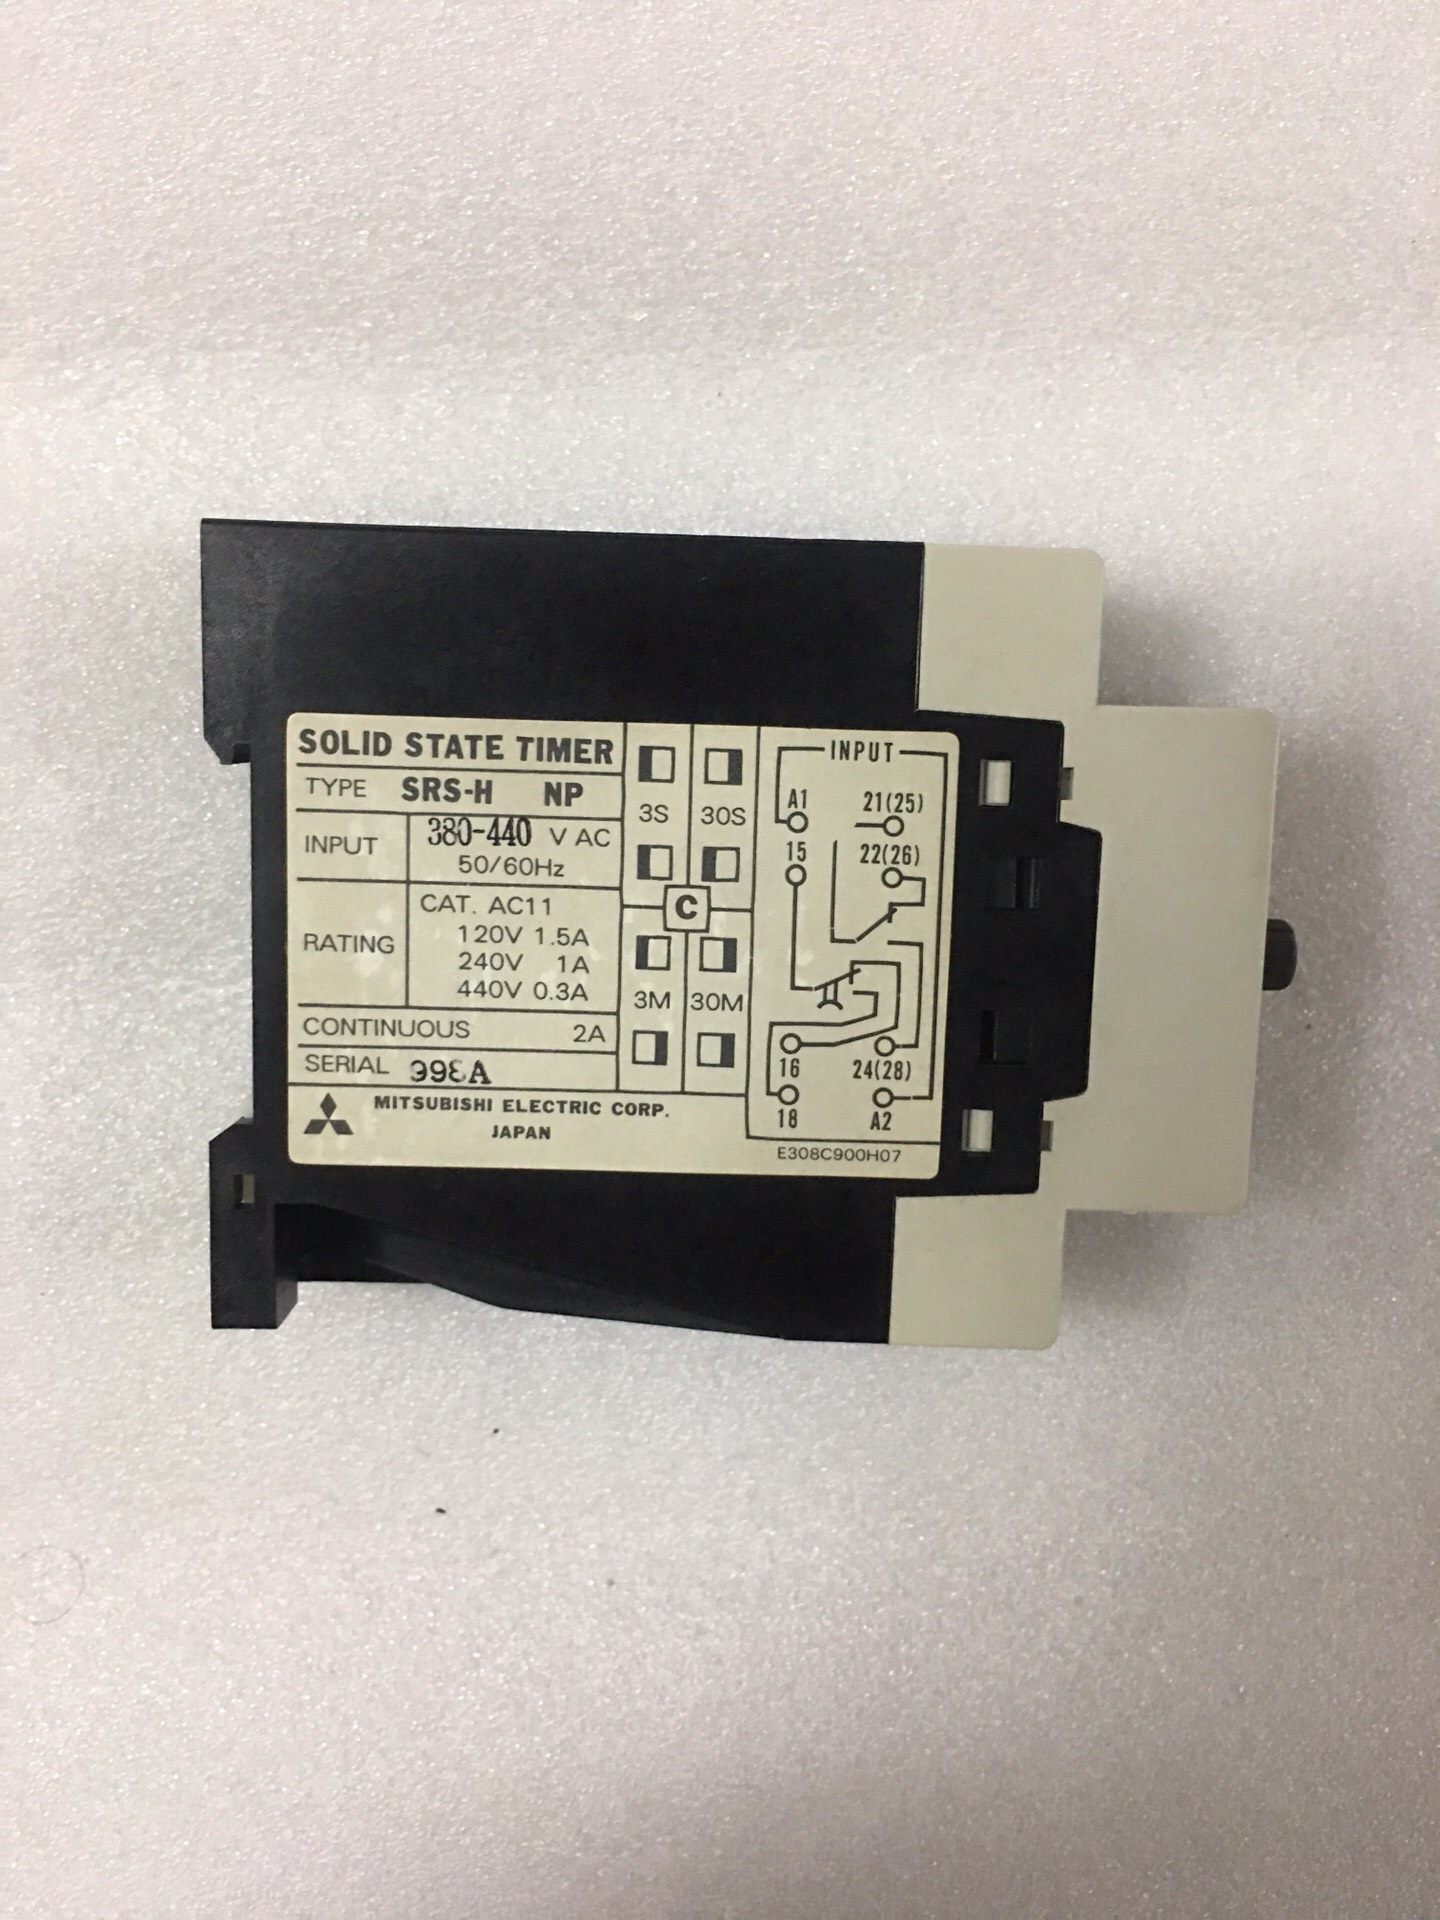 SOLID STATE TIMER
TYPE SRS-H NP
INPUT 380-440 V AC
50/60Hz
RATING
CAT. AC11
120V 1.5A
240V 1A
440V 0.3A
CONTINUOUS 2A
SERIAL 998A
MITSUBISHI ELECTRIC CORP.
JAPAN
3S 30S
C
3M 30M
INPUT
A1 21(25)
15 22(26)
16 24(28)
18 A2
E308C900H07